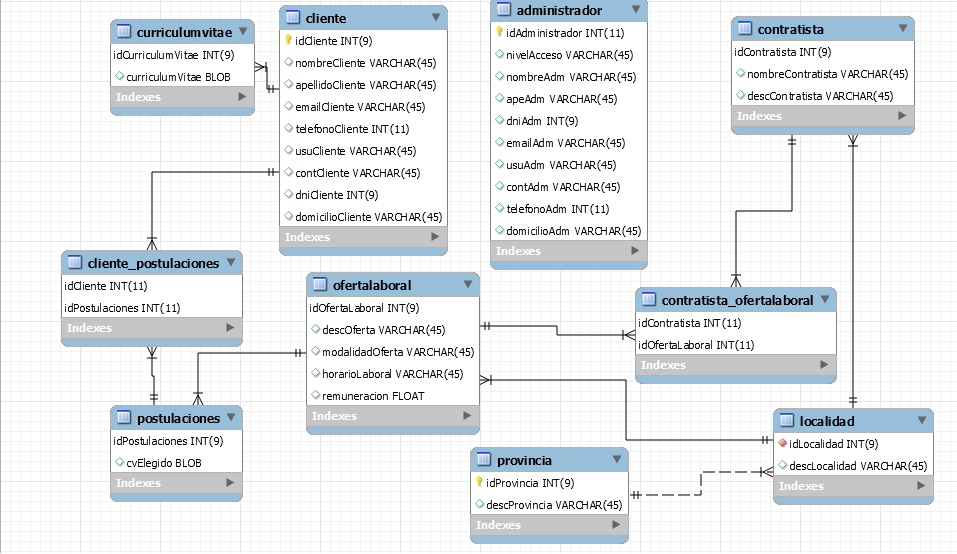 curriculumvitae
idCurriculumVitae INT(9)
curriculumVitae BLOB
Indexes
cliente
idCliente INT(9)
nombreCliente VARCHAR(45)
apellidoCliente VARCHAR(45)
emailCliente VARCHAR(45)
telefonoCliente INT(11)
usuCliente VARCHAR(45)
contCliente VARCHAR(45)
dniCliente INT(9)
domicilioCliente VARCHAR(45)
Indexes
administrador
idAdministrador INT(11)
nivelAcceso VARCHAR(45)
nombreAdm VARCHAR(45)
apeAdm VARCHAR(45)
dniAdm INT(9)
emailAdm VARCHAR(45)
usuAdm VARCHAR(45)
contAdm VARCHAR(45)
telefonoAdm INT(11)
domicilioAdm VARCHAR(45)
Indexes
contratista
idContratista INT(9)
nombreContratista VARCHAR(45)
descContratista VARCHAR(45)
Indexes
cliente_postulaciones
idCliente INT(11)
idPostulaciones INT(11)
Indexes
ofertalaboral
idOfertaLaboral INT(9)
descOferta VARCHAR(45)
modalidadOferta VARCHAR(45)
horarioLaboral VARCHAR(45)
remuneracion FLOAT
Indexes
contratista_ofertalaboral
idContratista INT(11)
idOfertaLaboral INT(11)
Indexes
postulaciones
idPostulaciones INT(9)
cvElegido BLOB
Indexes
provincia
idProvincia INT(9)
descProvincia VARCHAR(45)
Indexes
localidad
idLocalidad INT(9)
descLocalidad VARCHAR(45)
Indexes